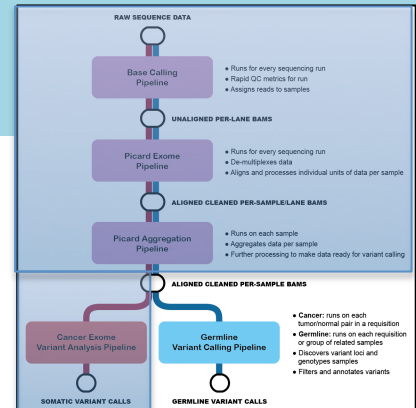 RAW SEQUENCE DATA
Base Calling
Pipeline
• Runs for every sequencing run
• Rapid QC metrics for run
• Assigns reads to samples
UNALIGNED PER-LANE BAMS
Picard Exome
Pipeline
• Runs for every sequencing run
• De-multiplexes data
• Aligns and processes individual units of data per sample
ALIGNED CLEANED PER-SAMPLE/LANE BAMS
Picard Aggregation
Pipeline
• Runs on each sample
• Aggregates data per sample
• Further processing to make data ready for variant calling
ALIGNED CLEANED PER-SAMPLE BAMS
Cancer Exome
Variant Analysis Pipeline
Germline
Variant Calling Pipeline
• Cancer: runs on each
tumor/normal pair in a requisition
• Germline: runs on each requisition
or group of related samples
• Discovers variant loci and
genotypes samples
• Filters and annotates variants
SOMATIC VARIANT CALLS
GERMLINE VARIANT CALLS